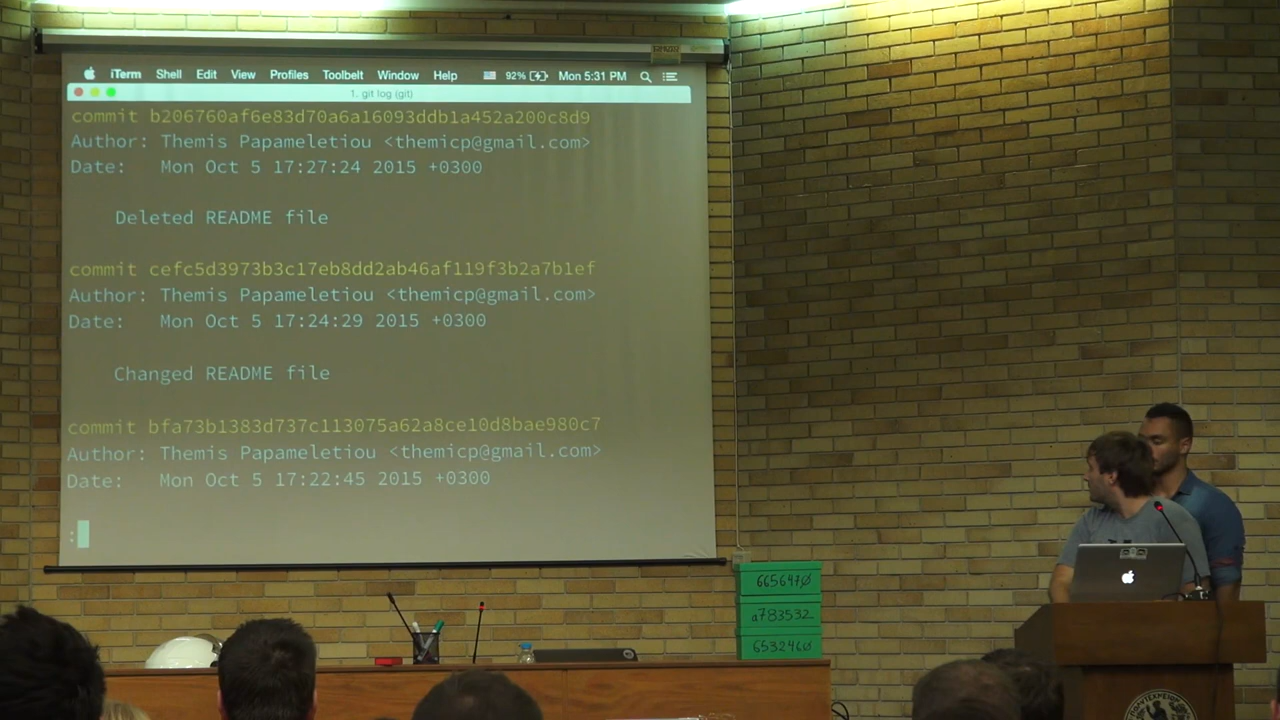 iTerm Shell Edit View Profiles Toolbelt Window Help 92% Mon 5:31 PM
1. git log (git)
commit b206760af6e83d70a6a16093ddb1a452a200c8d9
Author: Themis Papameletiou <themicp@gmail.com>
Date: Mon Oct 5 17:27:24 2015 +0300
Deleted README file
commit cefc5d3973b3c17eb8dd2ab46af119f3b2a7b1ef
Author: Themis Papameletiou <themicp@gmail.com>
Date: Mon Oct 5 17:24:29 2015 +0300
Changed README file
commit bfa73b1383d737c113075a62a8ce10d8bae980c7
Author: Themis Papameletiou <themicp@gmail.com>
Date: Mon Oct 5 17:22:45 2015 +0300
:
6656470
a783532
6532460